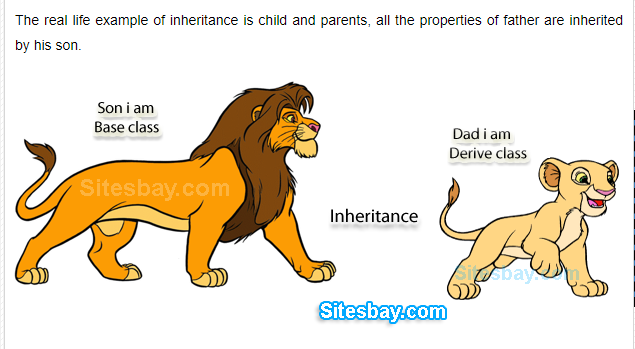 The real life example of inheritance is child and parents, all the properties of father are inherited
by his son.
Son i am
Base class
Dad i am
Derive class
Sitesbay.com
Inheritance
Sitesbay.com
Sitesbay.com